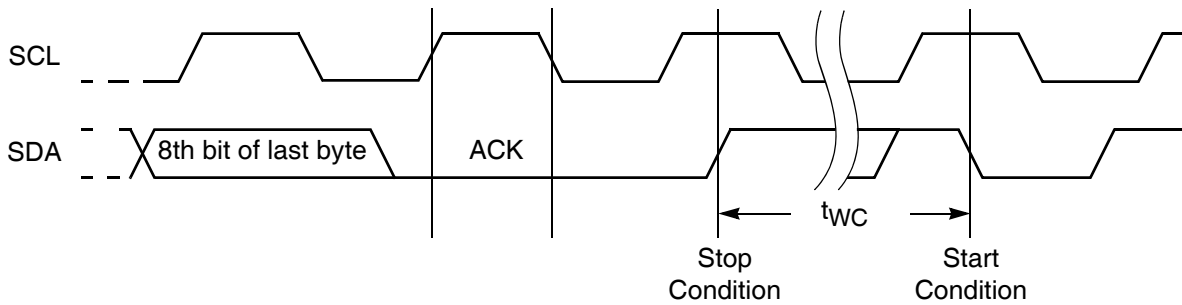 SCL
SDA
8th bit of last byte
ACK
tWC
Stop
Condition
Start
Condition